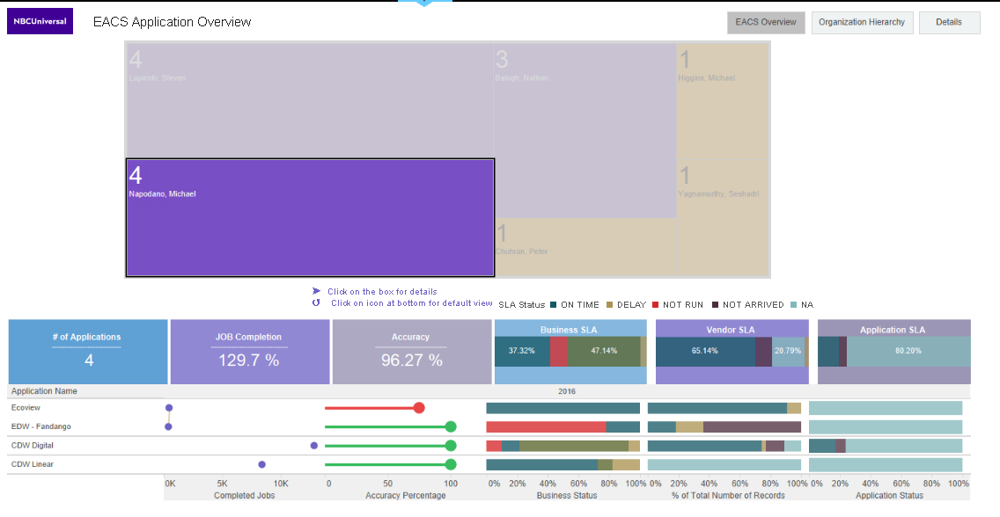 NBCUniversal
EACS Application Overview
EACS Overview
Organization Hierarchy
Details
4
Lapinski, Steven
3
Balogh, Nathan
1
Higgins, Michael
4
Napodano, Michael
1
Yagnamurthy, Seshadri
1
Chuhran, Peter
Click on the box for details
Click on icon at bottom for default view
SLA Status ON TIME DELAY NOT RUN NOT ARRIVED NA
# of Applications
4
JOB Completion
129.7 %
Accuracy
96.27 %
Business SLA
37.32% 47.14%
Vendor SLA
65.14% 20.79%
Application SLA
80.20%
Application Name 2016
Ecoview
EDW - Fandango
CDW Digital
CDW Linear
0K 5K 10K 0 50 100 0% 20% 40% 60% 80% 100% 0% 20% 40% 60% 80% 100% 0% 20% 40% 60% 80% 100%
Completed Jobs Accuracy Percentage Business Status % of Total Number of Records Application Status